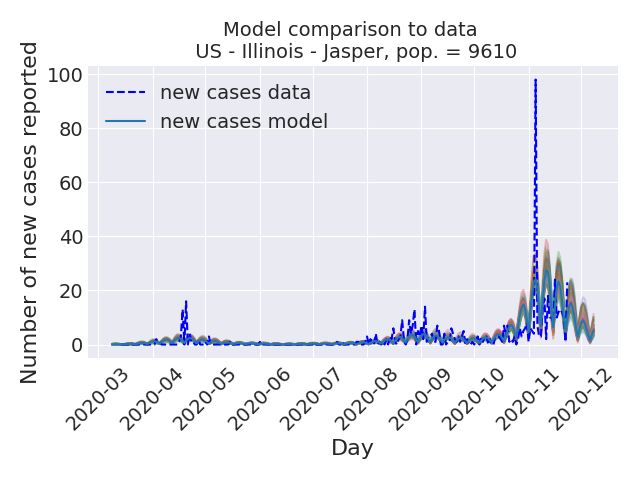 Model comparison to data
US - Illinois - Jasper, pop. = 9610
Number of new cases reported
100
80
60
40
20
0
new cases data
new cases model
2020-03
2020-04
2020-05
2020-06
2020-07
2020-08
2020-09
2020-10
2020-11
2020-12
Day